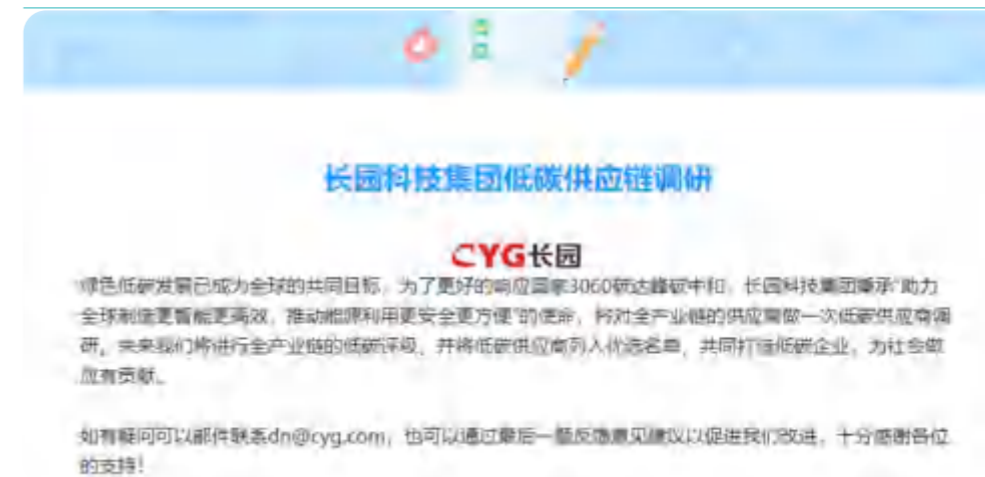 长园科技集团低碳供应链调研
CYG长园
绿色低碳发展已成为全球的共同目标，为了更好的响应国家3060碳达峰碳中和，长园科技集团秉承“助力
全球制造更智能更高效，推动能源利用更安全更方便”的使命，将对全产业链的供应商做一次低碳供应商调
研。未来我们将进行全产业链的低碳评段，并将低碳供应商列入优选名单，共同打造低碳企业，为社会做
应有贡献。
如有疑问可以邮件联系dn@cyg.com，也可以通过最后一题反馈意见建议以促进我们改进，十分感谢各位
的支持！